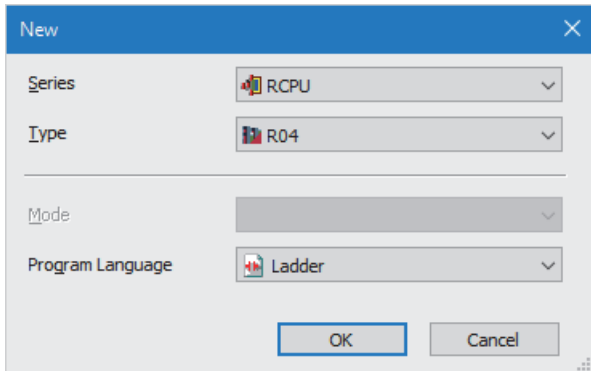 New
Series RCPU
Type R04
Mode
Program Language Ladder
OK Cancel